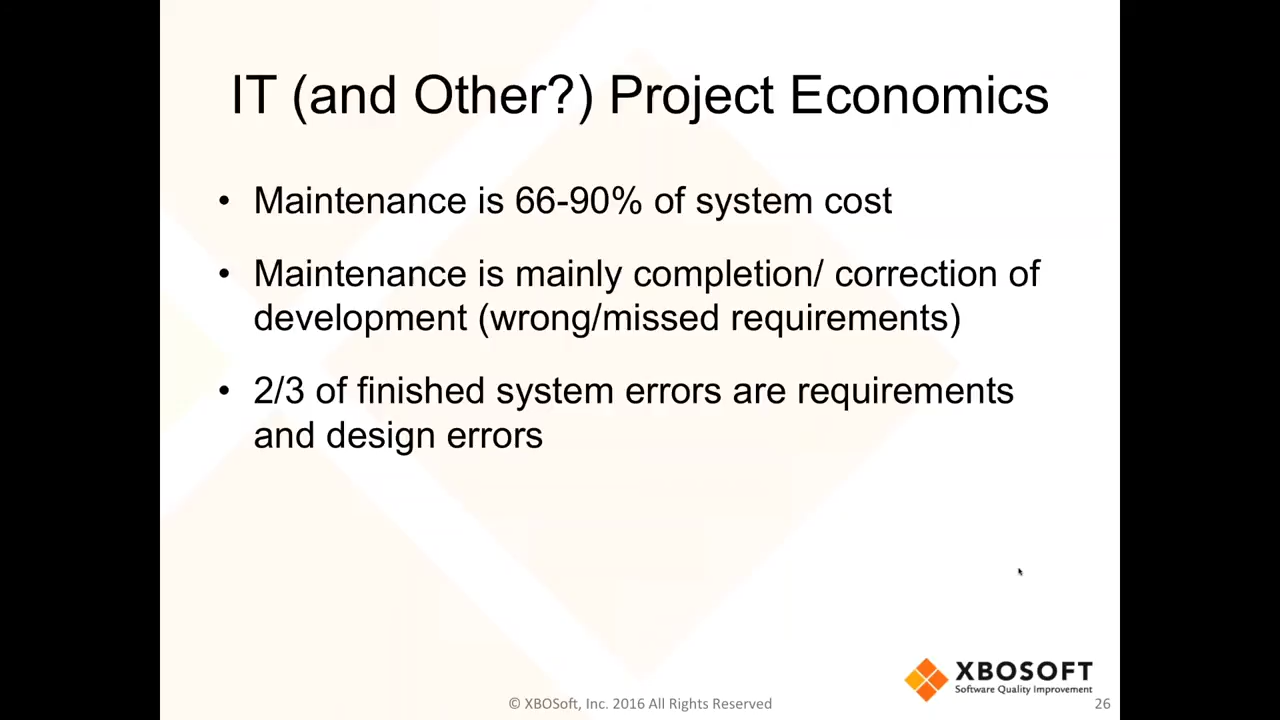 IT (and Other?) Project Economics
• Maintenance is 66-90% of system cost
• Maintenance is mainly completion/ correction of
development (wrong/missed requirements)
• 2/3 of finished system errors are requirements
and design errors
XBOSOFT
Software Quality Improvement
© XBOSoft, Inc. 2016 All Rights Reserved
26